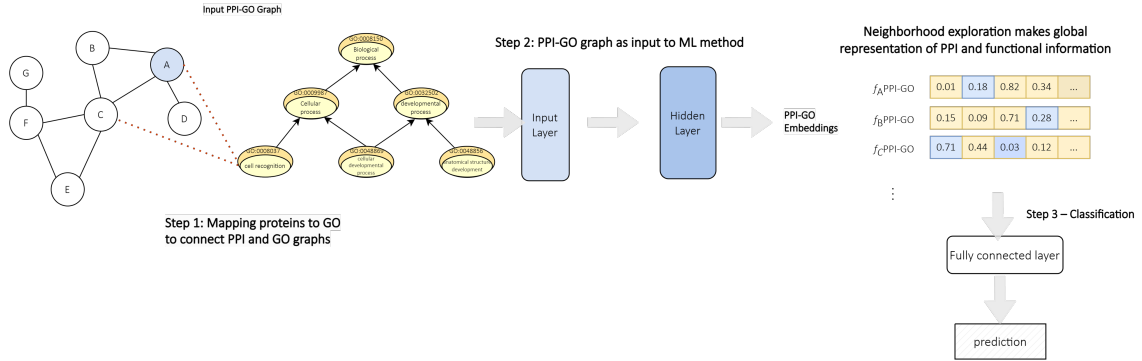 Input PPI-GO Graph
B
A
G
F
C
D
E
GO:0008150
Biological
process
GO:0009987
Cellular
process
GO:0032502
developmental
process
GO:0008037
cell recognition
GO:0048869
cellular
developmental
process
GO:0048856
anatomical structure
development
Step 1: Mapping proteins to GO
to connect PPI and GO graphs
Step 2: PPI-GO graph as input to ML method
Input
Layer
Hidden
Layer
PPI-GO
Embeddings
Neighborhood exploration makes global
representation of PPI and functional information
fAPPI-GO 0.01 0.18 0.82 0.34 ...
fBPPI-GO 0.15 0.09 0.71 0.28 ...
fCPPI-GO 0.71 0.44 0.03 0.12 ...
⋮
Step 3 – Classification
Fully connected layer
prediction